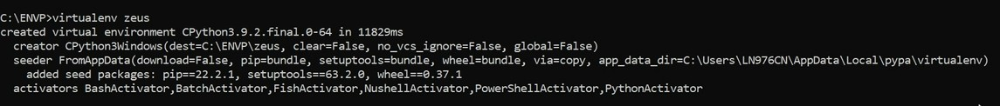 C:\ENVP>virtualenv zeus
created virtual environment CPython3.9.2.final.0-64 in 11829ms
  creator CPython3Windows(dest=C:\ENVP\zeus, clear=False, no_vcs_ignore=False, global=False)
  seeder FromAppData(download=False, pip=bundle, setuptools=bundle, wheel=bundle, via=copy, app_data_dir=C:\Users\LN976CN\AppData\Local\pypa\virtualenv)
    added seed packages: pip==22.2.1, setuptools==63.2.0, wheel==0.37.1
  activators BashActivator,BatchActivator,FishActivator,NushellActivator,PowerShellActivator,PythonActivator